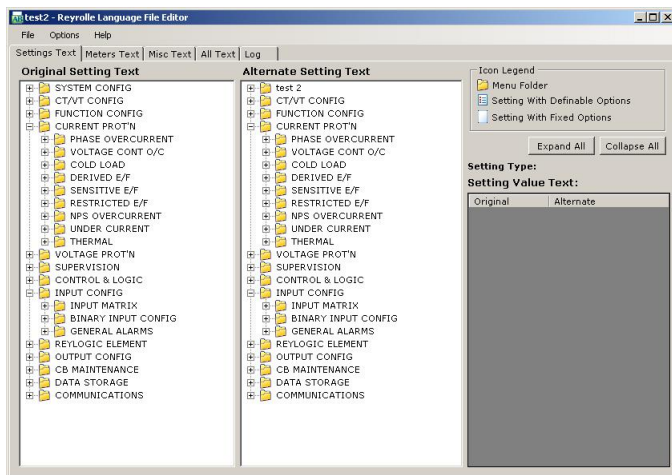 test2 - Reyrolle Language File Editor
File Options Help
Settings Text Meters Text Misc Text All Text Log
Original Setting Text
SYSTEM CONFIG
CT/VT CONFIG
FUNCTION CONFIG
CURRENT PROT'N
PHASE OVERCURRENT
VOLTAGE CONT O/C
COLD LOAD
DERIVED E/F
SENSITIVE E/F
RESTRICTED E/F
NPS OVERCURRENT
UNDER CURRENT
THERMAL
VOLTAGE PROT'N
SUPERVISION
CONTROL & LOGIC
INPUT CONFIG
INPUT MATRIX
BINARY INPUT CONFIG
GENERAL ALARMS
REYLOGIC ELEMENT
OUTPUT CONFIG
CB MAINTENANCE
DATA STORAGE
COMMUNICATIONS
Alternate Setting Text
test 2
CT/VT CONFIG
FUNCTION CONFIG
CURRENT PROT'N
PHASE OVERCURRENT
VOLTAGE CONT O/C
COLD LOAD
DERIVED E/F
SENSITIVE E/F
RESTRICTED E/F
NPS OVERCURRENT
UNDER CURRENT
THERMAL
VOLTAGE PROT'N
SUPERVISION
CONTROL & LOGIC
INPUT CONFIG
INPUT MATRIX
BINARY INPUT CONFIG
GENERAL ALARMS
REYLOGIC ELEMENT
OUTPUT CONFIG
CB MAINTENANCE
DATA STORAGE
COMMUNICATIONS
Icon Legend
Menu Folder
Setting With Definable Options
Setting With Fixed Options
Expand All Collapse All
Setting Type:
Setting Value Text:
Original Alternate